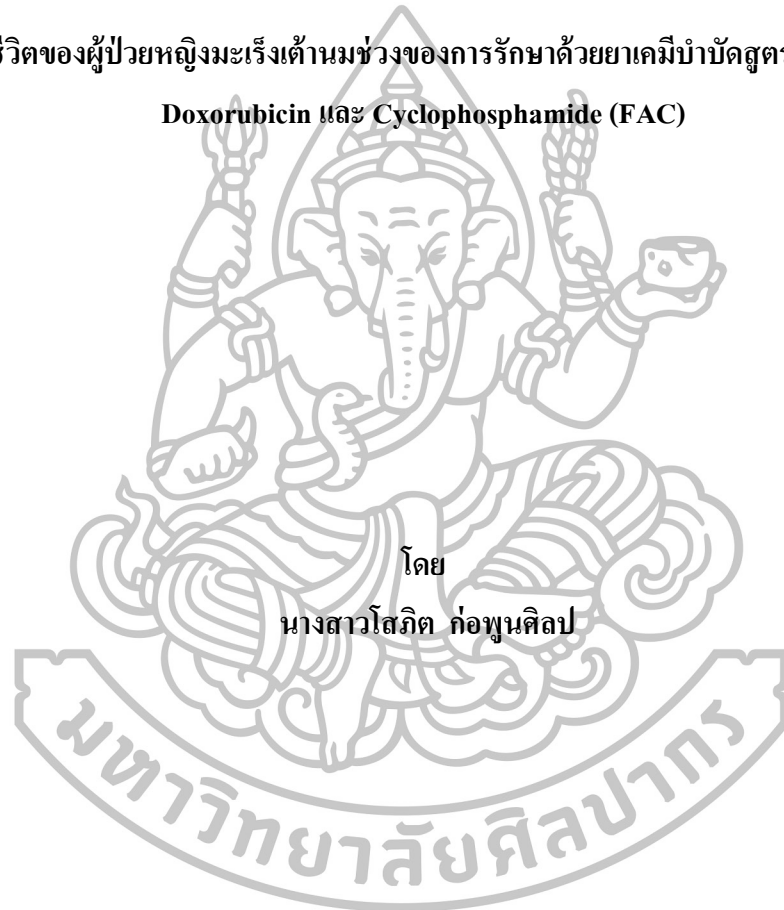 ชีวิตของผู้ป่วยหญิงมะเร็งเต้านมช่วงของการรักษาด้วยยาเคมีบำบัดสูตร
Doxorubicin และ Cyclophosphamide (FAC)
โดย
นางสาวโสภิต ก่อพูนศิลป
มหาวิทยาลัยศิลปากร